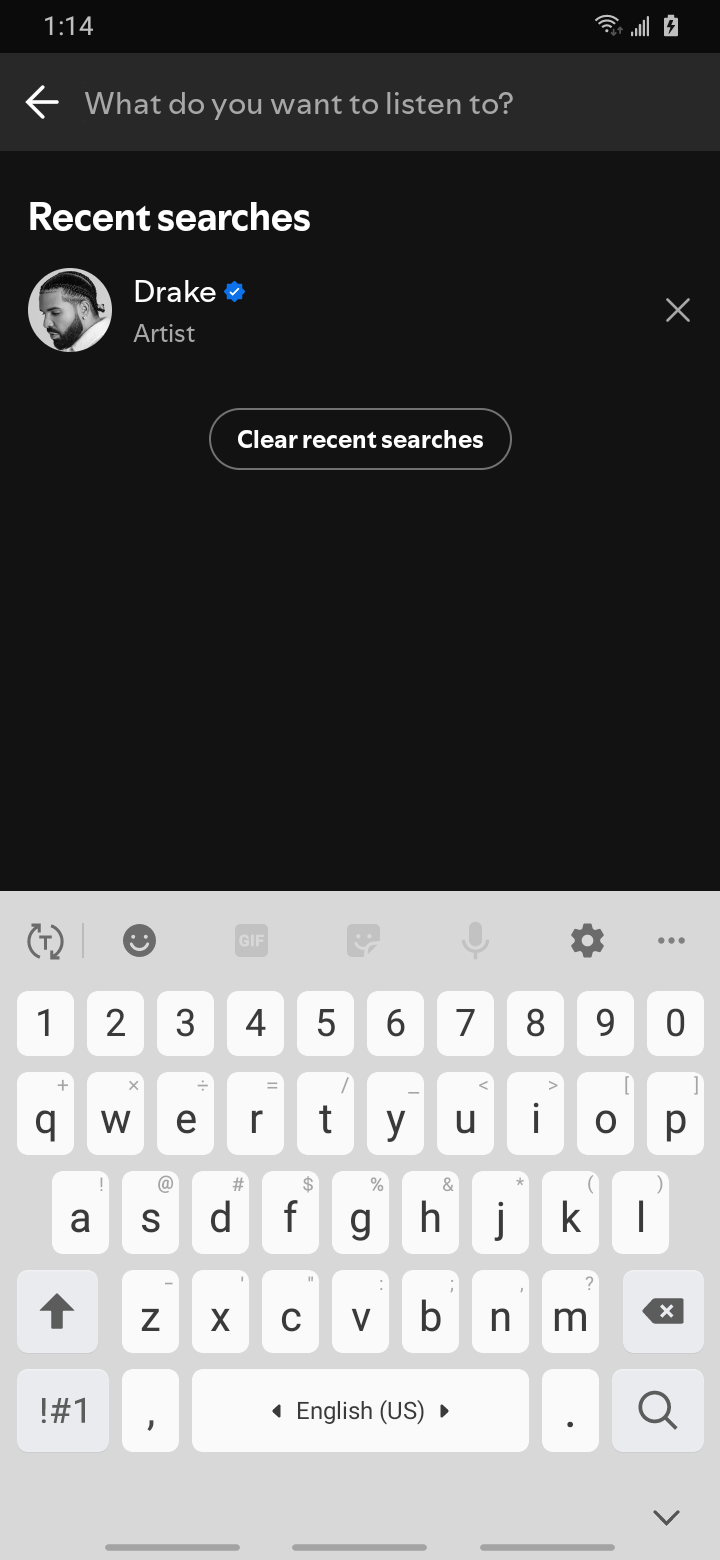 1:14
What do you want to listen to?
Recent searches
Drake
Artist
Clear recent searches
T
GIF
1 2 3 4 5 6 7 8 9 0
+ × ÷ = / _ < > [ ]
q w e r t y u i o p
! @ # $ % & * ( )
a s d f g h j k l
- ' " : ; , ?
z x c v b n m
!#1 , English (US) .